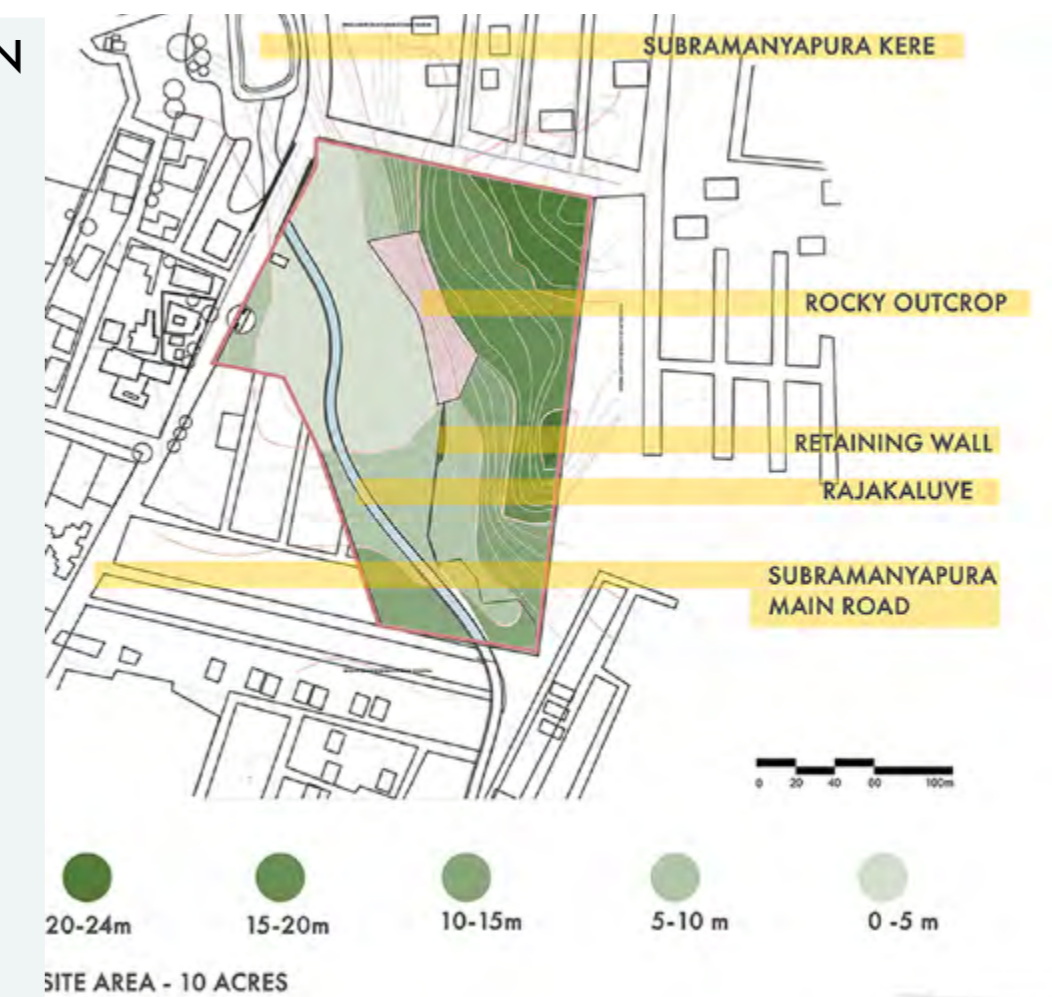 N
SUBRAMANYAPURA KERE
ROCKY OUTCROP
RETAINING WALL
RAJAKALUVE
SUBRAMANYAPURA
MAIN ROAD
0 20 40 60 100m
20-24m 15-20m 10-15m 5-10 m 0 -5 m
SITE AREA - 10 ACRES